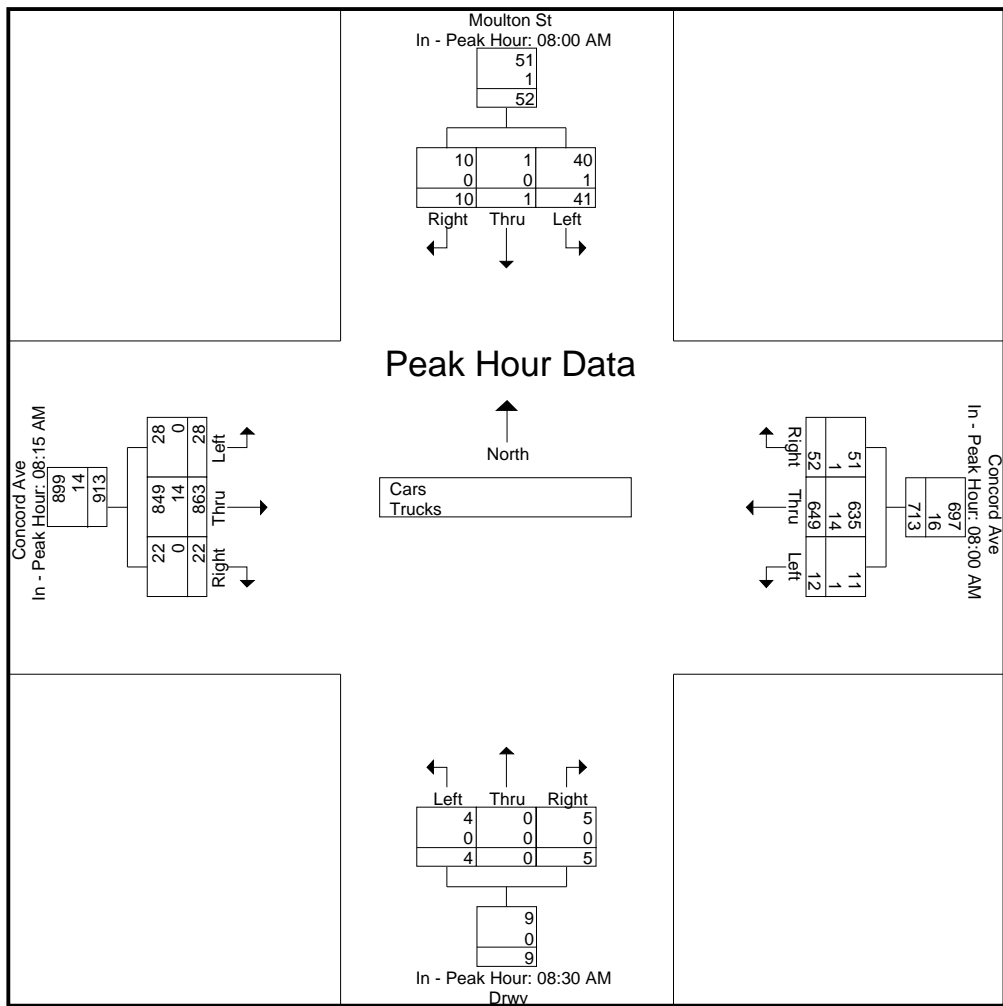 Moulton St
In - Peak Hour: 08:00 AM
51
1
52
10 1 40
0 0 1
10 1 41
Right Thru Left
Peak Hour Data
North
Cars
Trucks
Concord Ave
In - Peak Hour: 08:15 AM
899
14
913
28 849 22
0 14 0
28 863 22
Left Thru Right
Concord Ave
In - Peak Hour: 08:00 AM
697
16
713
51 635 11
1 14 1
52 649 12
Right Thru Left
Left Thru Right
4 0 5
0 0 0
4 0 5
9
0
9
In - Peak Hour: 08:30 AM
Drwy